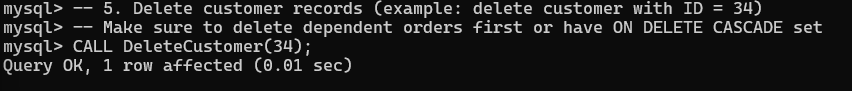 mysql> -- 5. Delete customer records (example: delete customer with ID = 34)
mysql> -- Make sure to delete dependent orders first or have ON DELETE CASCADE set
mysql> CALL DeleteCustomer(34);
Query OK, 1 row affected (0.01 sec)